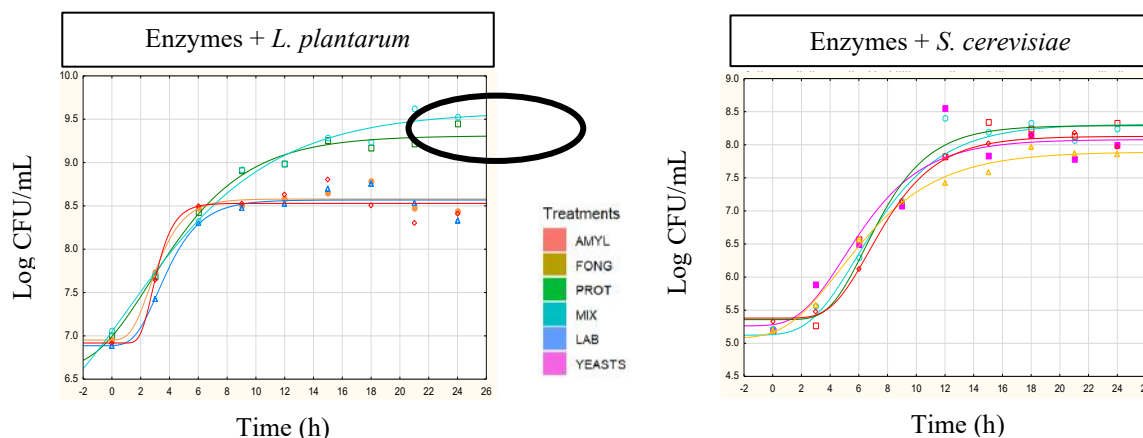 Enzymes + L. plantarum
Enzymes + S. cerevisiae
Log CFU/mL
10.0
9.5
9.0
8.5
8.0
7.5
7.0
6.5
-2 0 2 4 6 8 10 12 14 16 18 20 22 24 26
Time (h)
Treatments
AMYL
FONG
PROT
MIX
LAB
YEASTS
Log CFU/mL
9.0
8.5
8.0
7.5
7.0
6.5
6.0
5.5
5.0
4.5
-2 0 2 4 6 8 10 12 14 16 18 20 22 24
Time (h)